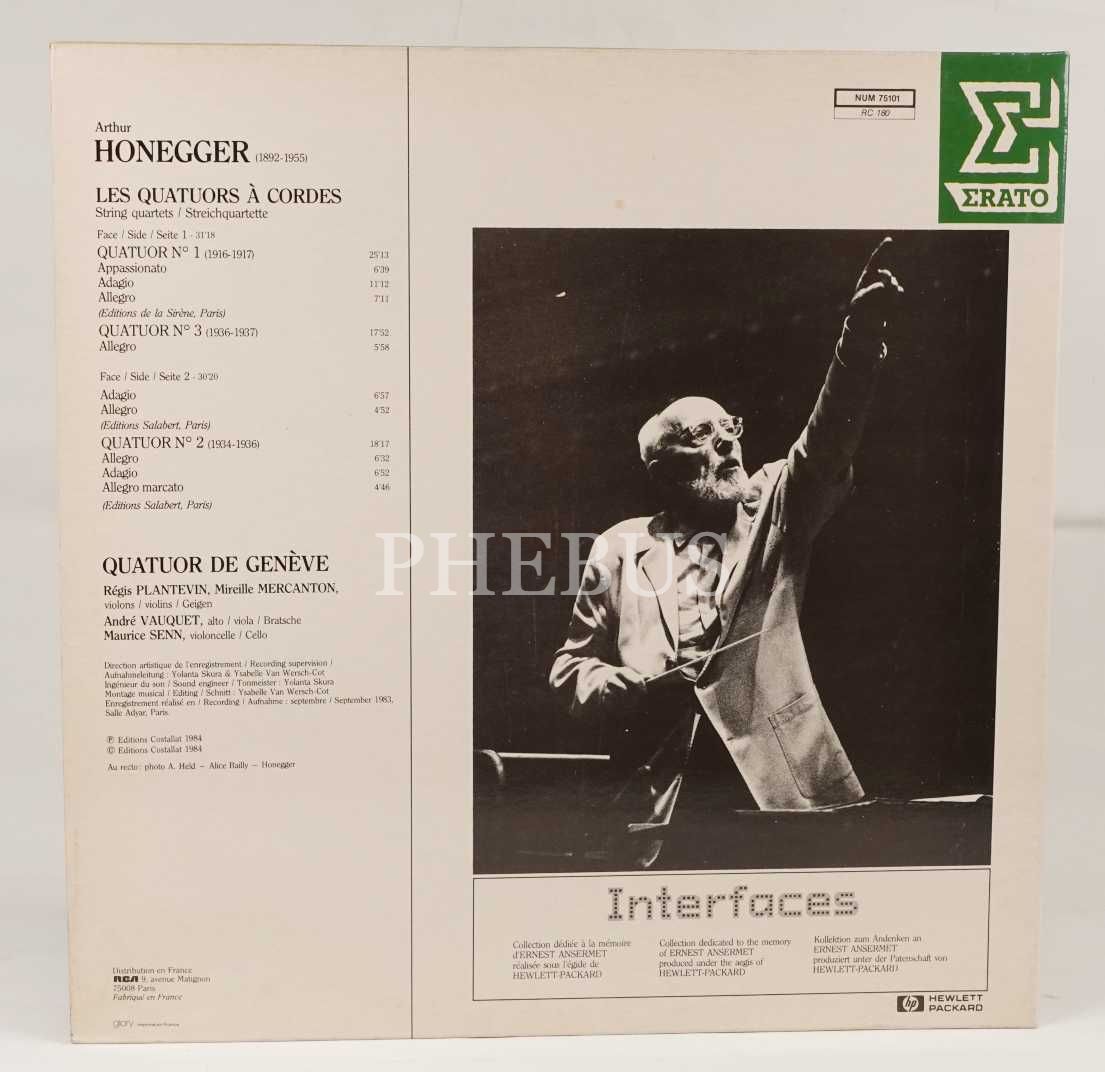 Arthur
HONEGGER (1892-1955)
LES QUATUORS À CORDES
String quartets / Streichquartette
Face / Side / Seite 1 - 31'18
QUATUOR N° 1 (1916-1917) 25'13
Appassionato 6'39
Adagio 11'12
Allegro 7'11
(Editions de la Sirène, Paris)
QUATUOR N° 3 (1936-1937) 17'52
Allegro 5'58
Face / Side / Seite 2 - 30'20
Adagio 6'57
Allegro 4'52
(Editions Salabert, Paris)
QUATUOR N° 2 (1934-1936) 18'17
Allegro 6'32
Adagio 6'52
Allegro marcato 4'46
(Editions Salabert, Paris)
QUATUOR DE GENÈVE
Régis PLANTEVIN, Mireille MERCANTON,
violons / violins / Geigen
André VAUQUET, alto / viola / Bratsche
Maurice SENN, violoncelle / Cello
Direction artistique de l'enregistrement / Recording supervision /
Aufnahmeleitung : Yolanta Skura & Ysabelle Van Wersch-Cot
Ingénieur du son / Sound engineer / Tonmeister : Yolanta Skura
Montage musical / Editing / Schnitt : Ysabelle Van Wersch-Cot
Enregistrement réalisé en / Recording / Aufnahme : septembre / September 1983,
Salle Adyar, Paris.
℗ Editions Costallat 1984
© Editions Costallat 1984
Au recto : photo A. Held – Alice Bailly – Honegger
Distribution en France
RCA 9, avenue Matignon
75008 Paris
Fabriqué en France
glory imprimé en France
NUM 75101
RC 180
ERATO
PHEBUS
Interfaces
Collection dédiée à la mémoire
d'ERNEST ANSERMET
réalisée sous l'égide de
HEWLETT-PACKARD
Collection dedicated to the memory
of ERNEST ANSERMET
produced under the aegis of
HEWLETT-PACKARD
Kollektion zum Andenken an
ERNEST ANSERMET
produziert unter der Patenschaft von
HEWLETT-PACKARD
hp HEWLETT
PACKARD